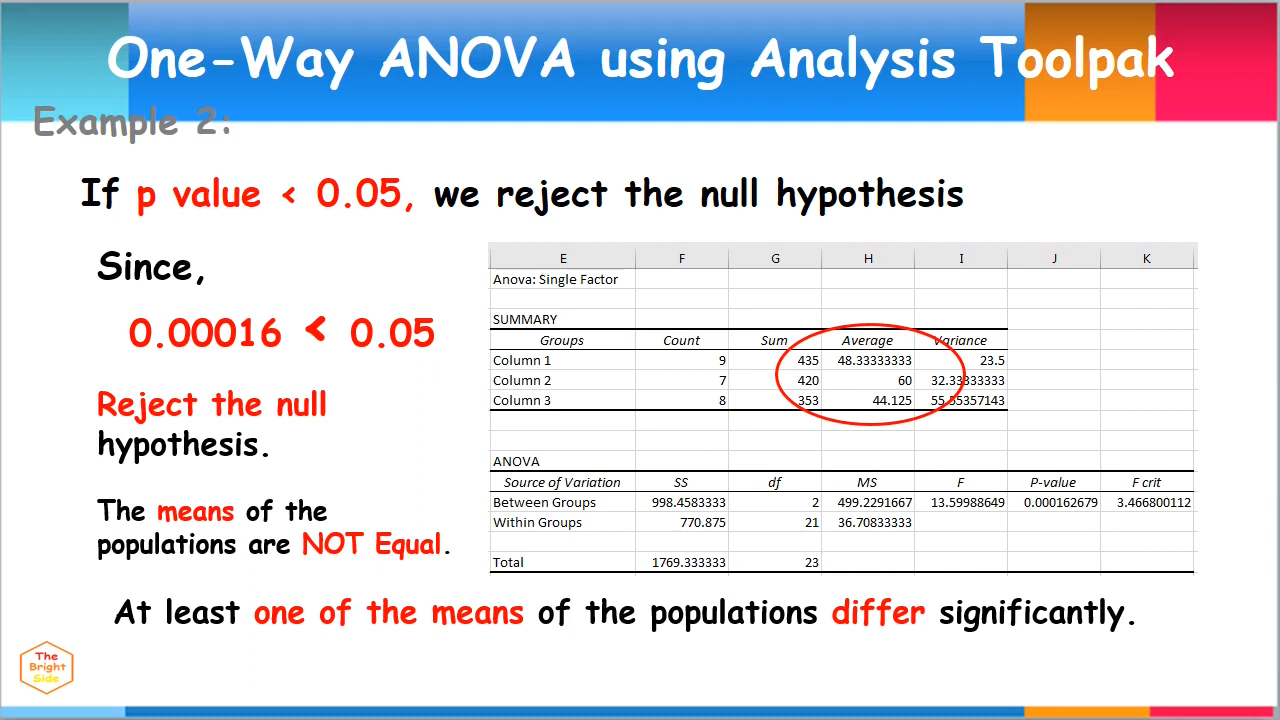 One-Way ANOVA using Analysis Toolpak
Example 2:
If p value < 0.05, we reject the null hypothesis
Since,
0.00016 < 0.05
Reject the null
hypothesis.
The means of the
populations are NOT Equal.
E F G H I J K
Anova: Single Factor
SUMMARY
Groups Count Sum Average Variance
Column 1 9 435 48.33333333 23.5
Column 2 7 420 60 32.33333333
Column 3 8 353 44.125 55.55357143
ANOVA
Source of Variation SS df MS F P-value F crit
Between Groups 998.4583333 2 499.2291667 13.59988649 0.000162679 3.466800112
Within Groups 770.875 21 36.70833333
Total 1769.333333 23
At least one of the means of the populations differ significantly.
The
Bright
Side